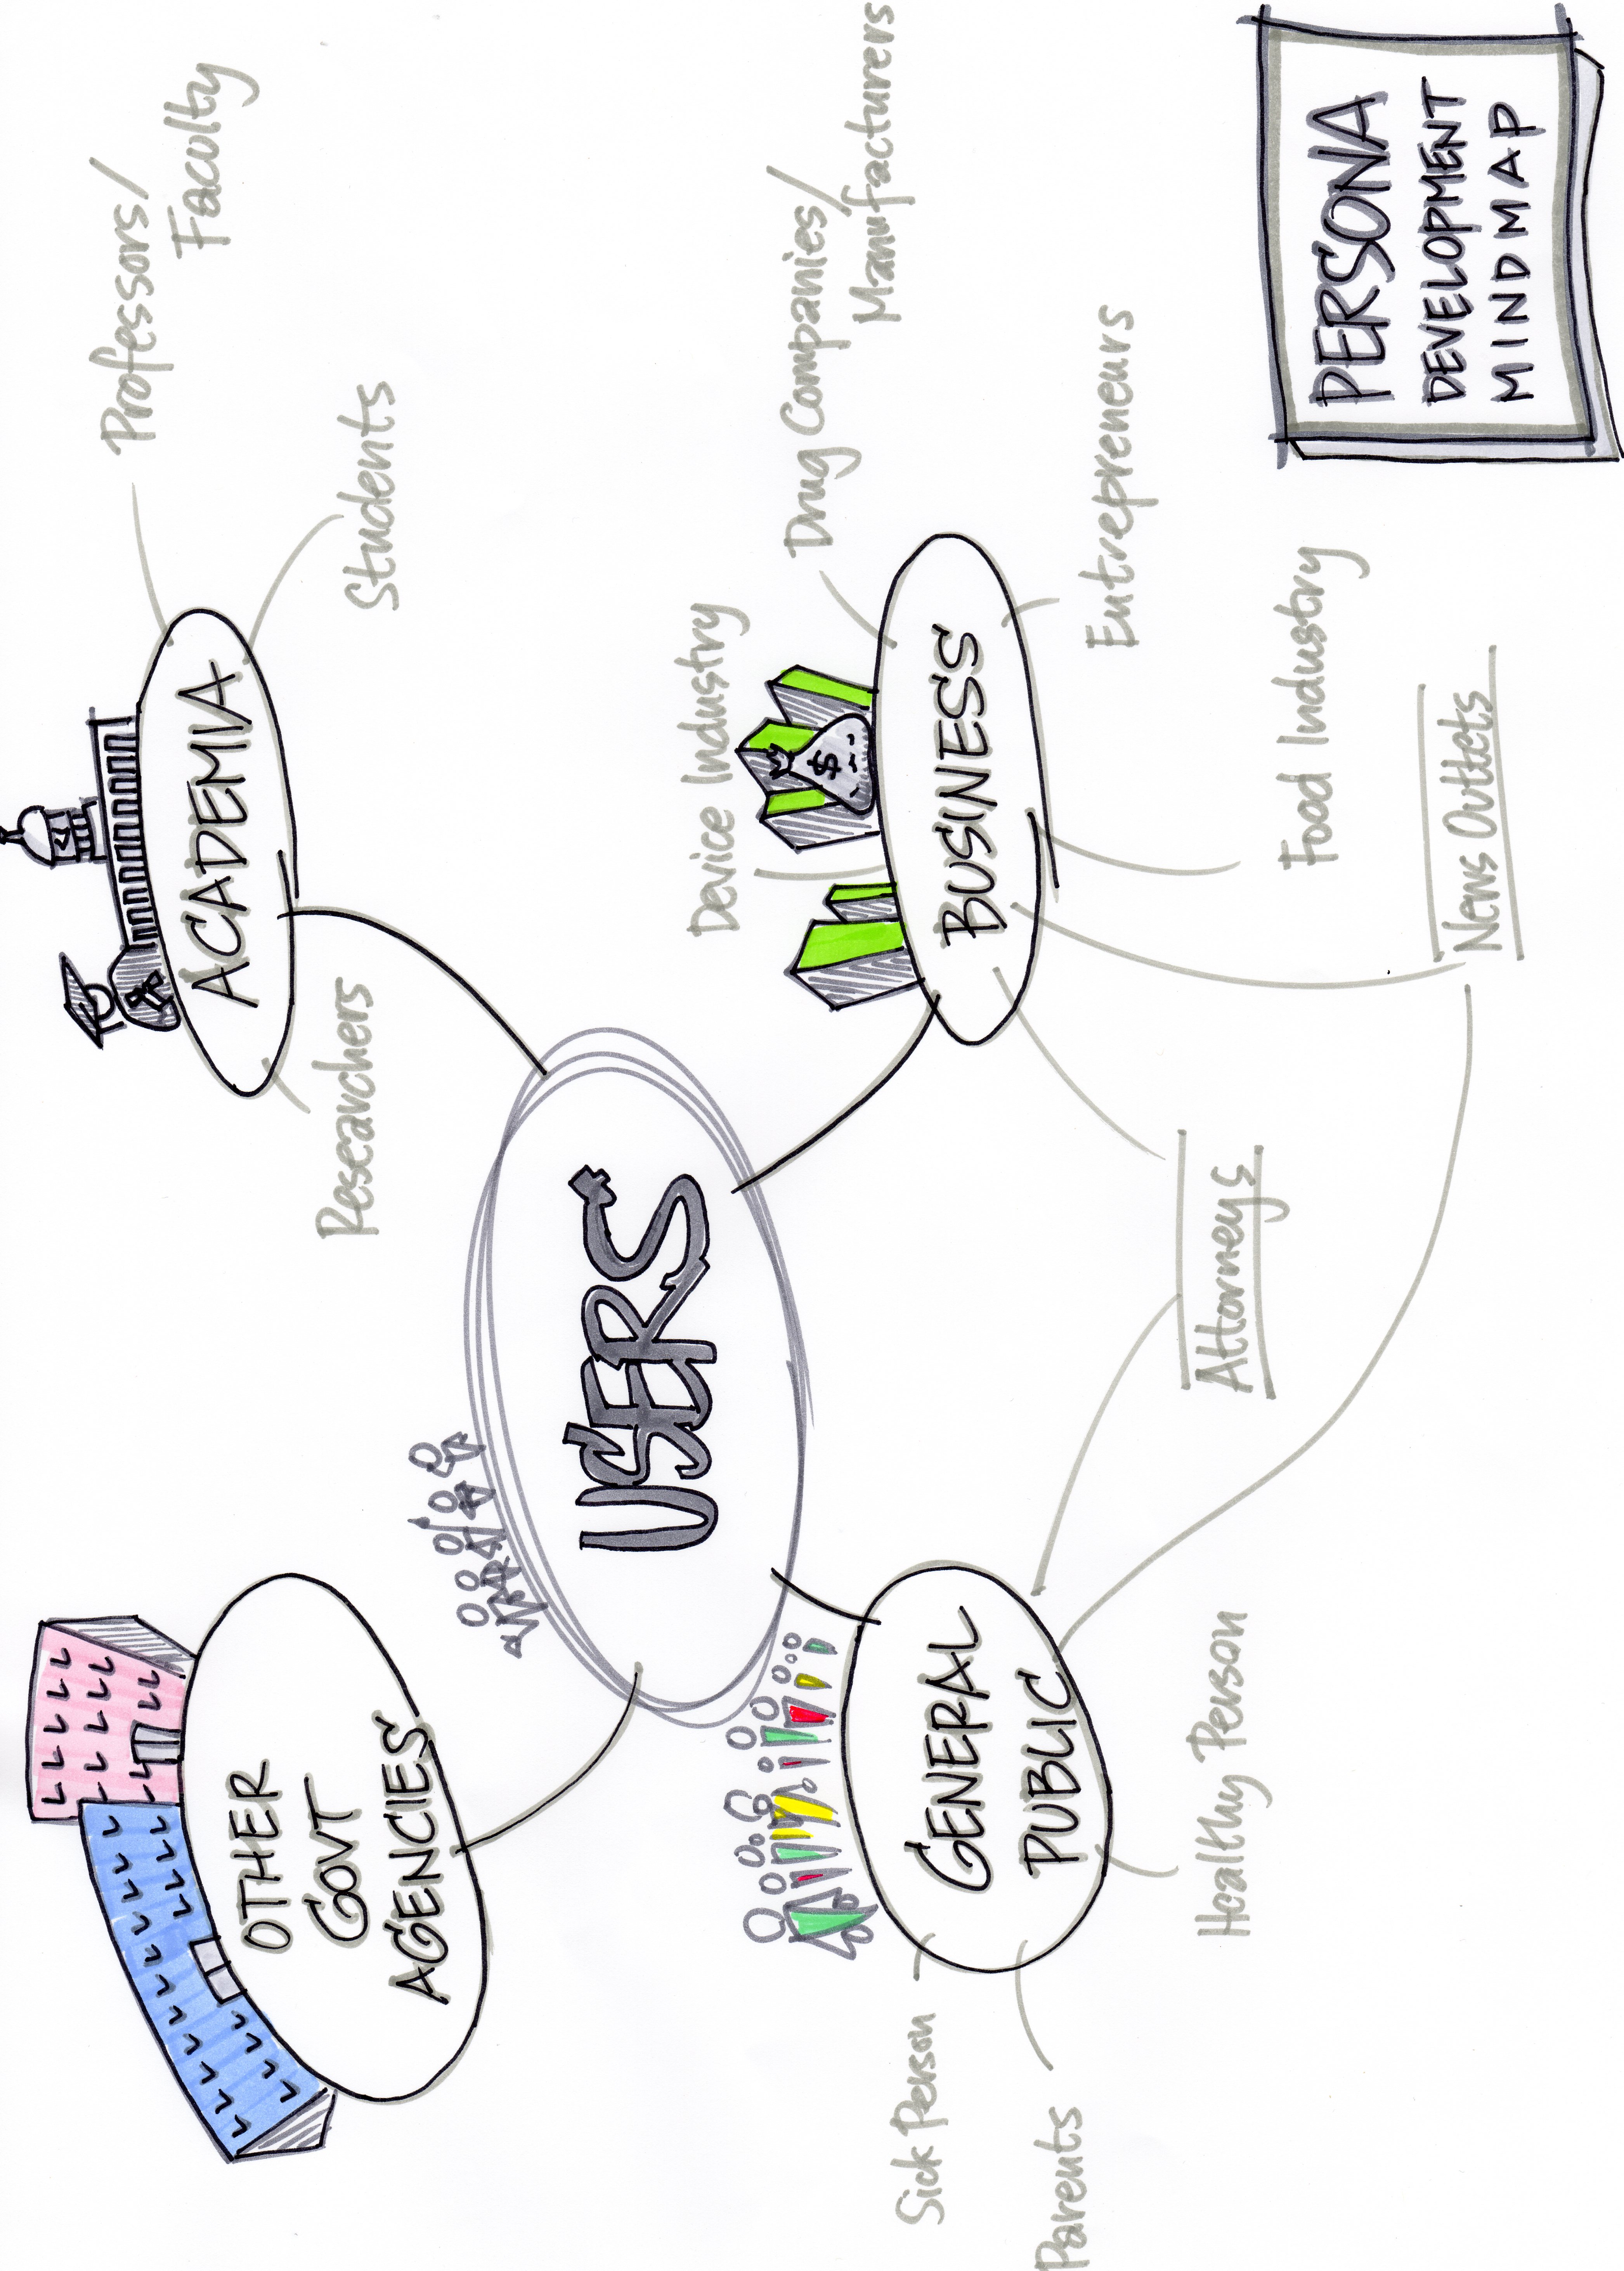 OTHER
GOVT
AGENCIES
ACADEMIA
Professors/
Faculty
Students
Researchers
USERS
Device Industry
Drug Companies/
Manufacturers
BUSINESS
Entrepreneurs
Food Industry
News Outlets
Attorneys
GENERAL
PUBLIC
Sick Person
Parents
Healthy Person
PERSONA
DEVELOPMENT
MINDMAP
$